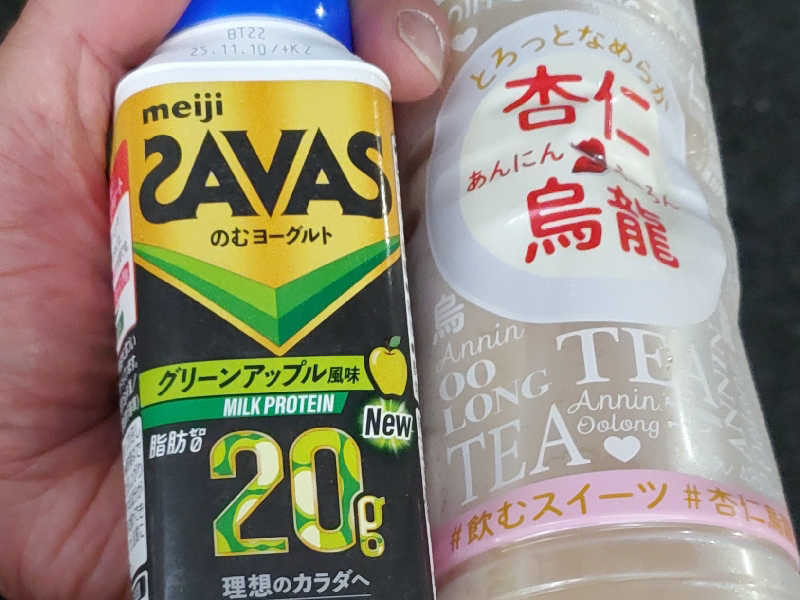 BT22
25.11.10/+K2
meiji
SAVAS
のむヨーグルト
グリーンアップル風味
MILK PROTEIN
New
脂肪ゼロ
20g
理想のカラダへ
とろっとなめらか
杏仁
あんにん
烏龍
烏
Annin
OO
LONG
TEA
TEA
Annin
Oolong
#飲むスイーツ #杏仁